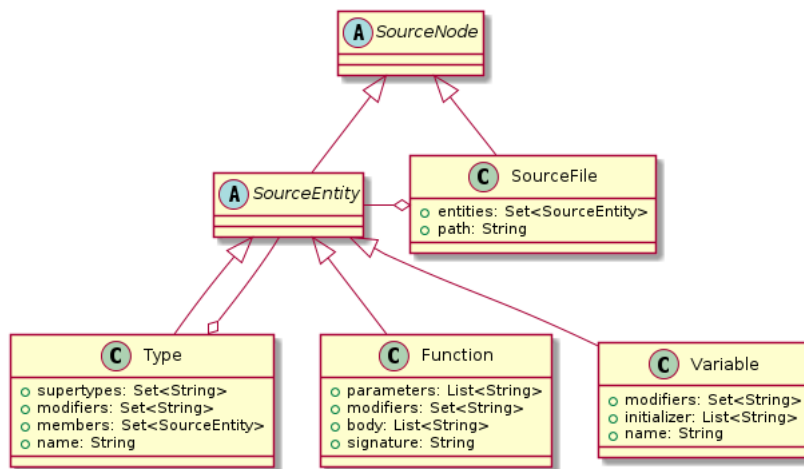 A SourceNode
C SourceFile
entities: Set<SourceEntity>
path: String
A SourceEntity
C Type
supertypes: Set<String>
modifiers: Set<String>
members: Set<SourceEntity>
name: String
C Function
parameters: List<String>
modifiers: Set<String>
body: List<String>
signature: String
C Variable
modifiers: Set<String>
initializer: List<String>
name: String